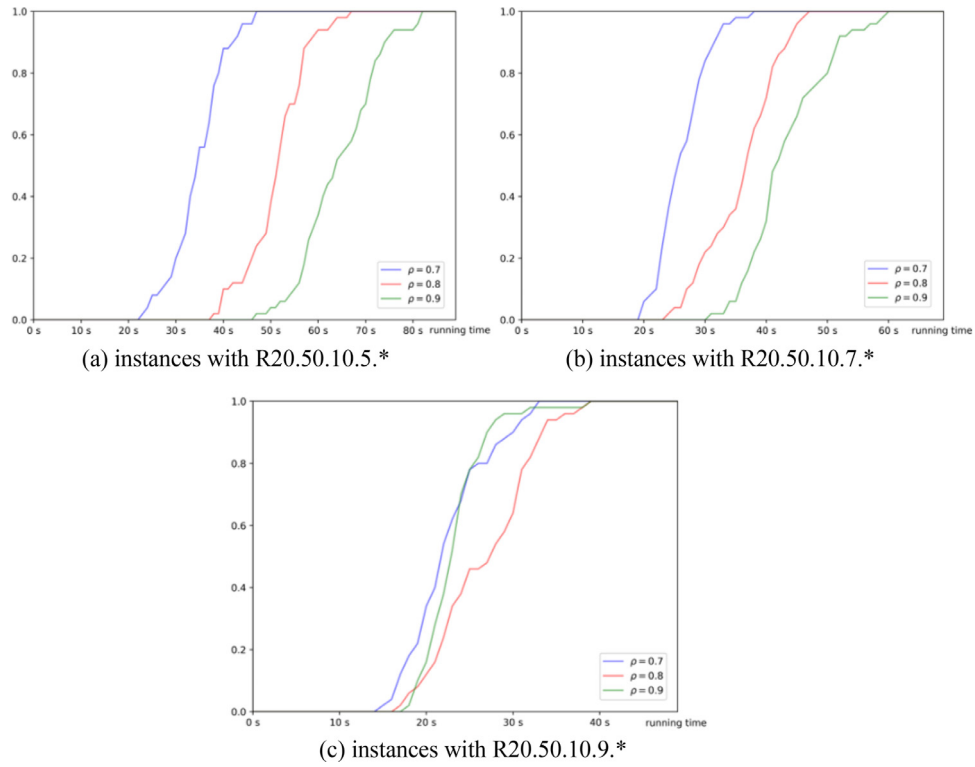 1.0
0.8
0.6
0.4
0.2
0.0
0 s 10 s 20 s 30 s 40 s 50 s 60 s 70 s 80 s running time
ρ = 0.7
ρ = 0.8
ρ = 0.9
(a) instances with R20.50.10.5.*
1.0
0.8
0.6
0.4
0.2
0.0
0 s 10 s 20 s 30 s 40 s 50 s 60 s running time
ρ = 0.7
ρ = 0.8
ρ = 0.9
(b) instances with R20.50.10.7.*
1.0
0.8
0.6
0.4
0.2
0.0
0 s 10 s 20 s 30 s 40 s running time
ρ = 0.7
ρ = 0.8
ρ = 0.9
(c) instances with R20.50.10.9.*